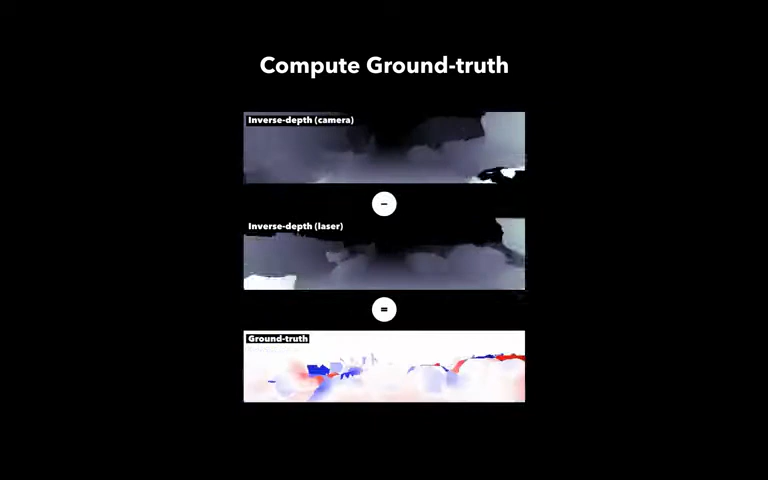 Compute Ground-truth
Inverse-depth (camera)
-
Inverse-depth (laser)
=
Ground-truth